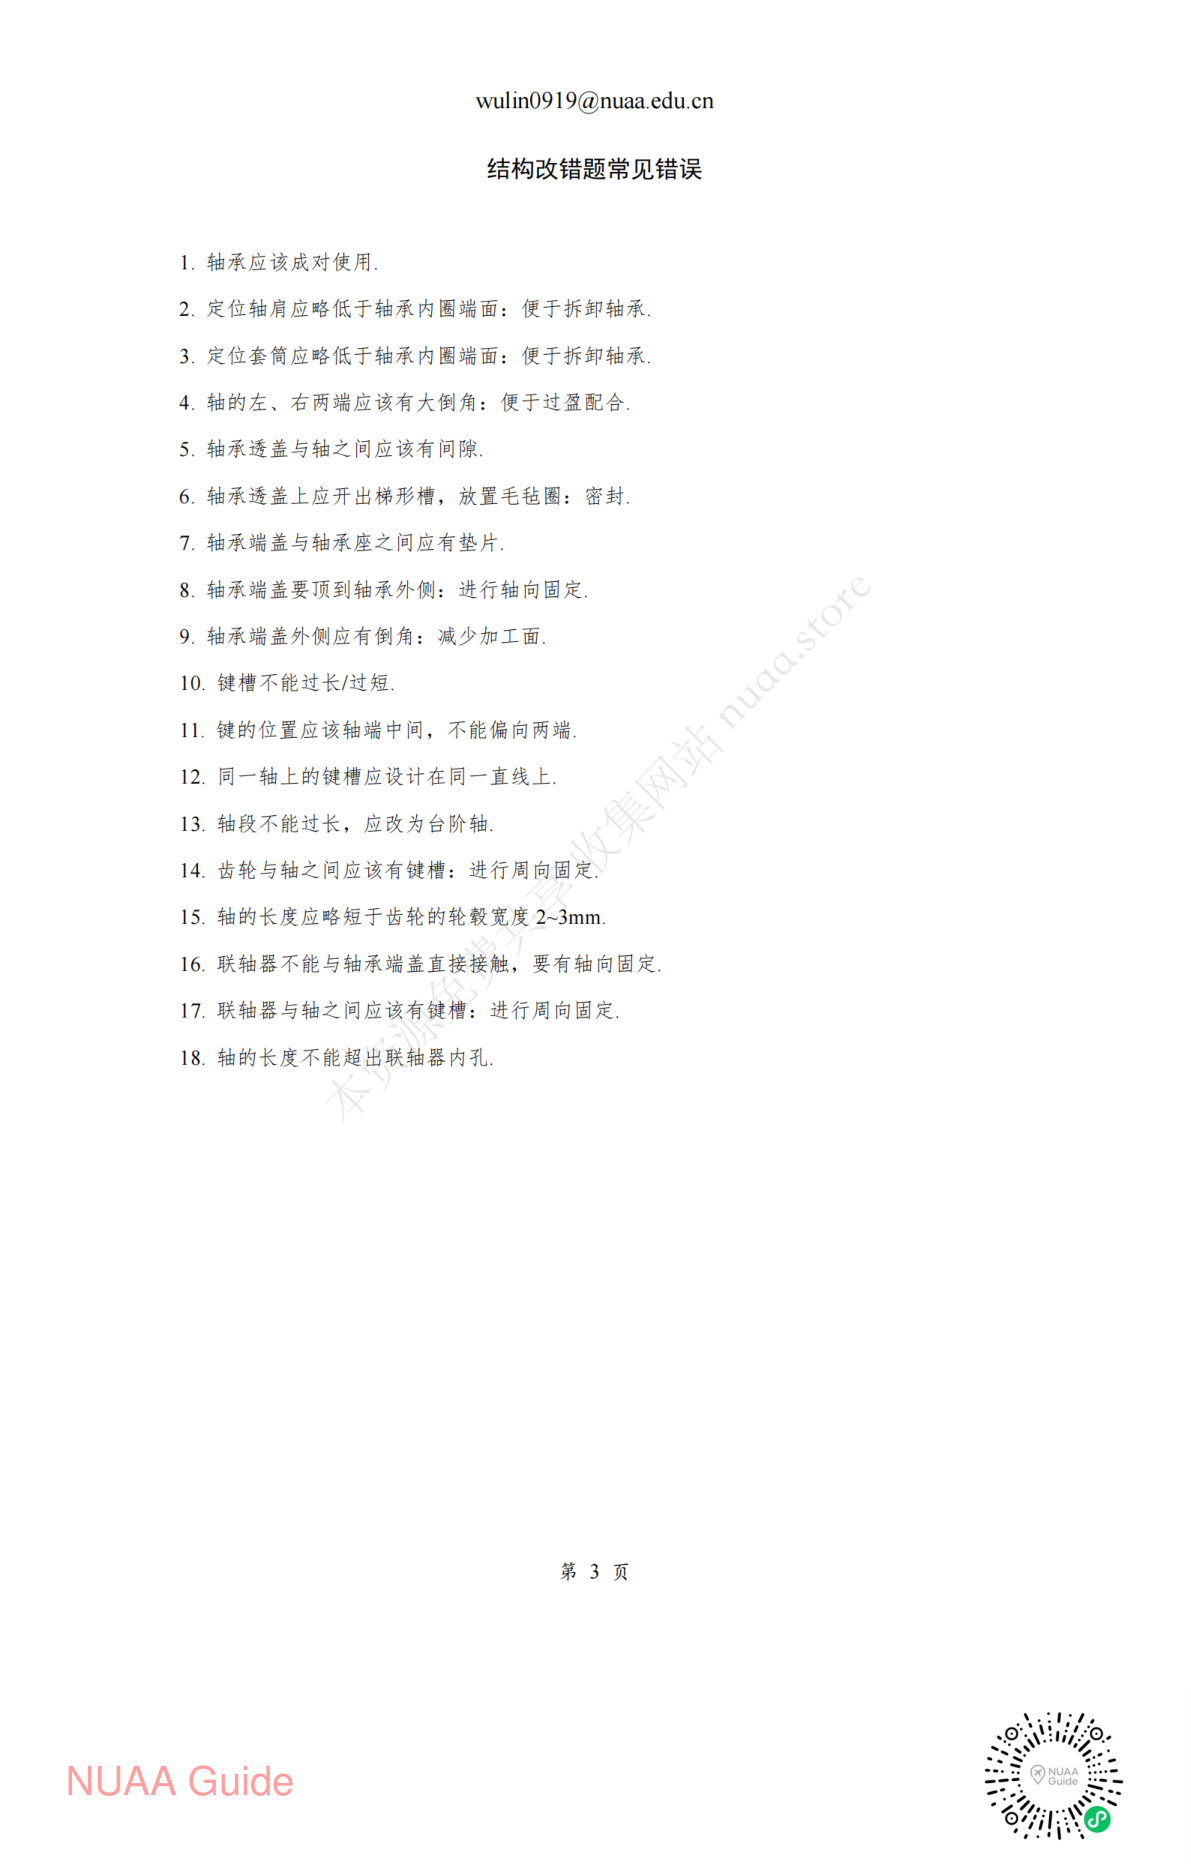 wulin0919@nuaa.edu.cn
结构改错题常见错误
1. 轴承应该成对使用.
2. 定位轴肩应略低于轴承内圈端面：便于拆卸轴承.
3. 定位套筒应略低于轴承内圈端面：便于拆卸轴承.
4. 轴的左、右两端应该有大倒角：便于过盈配合.
5. 轴承透盖与轴之间应该有间隙.
6. 轴承透盖上应开出梯形槽，放置毛毡圈：密封.
7. 轴承端盖与轴承座之间应有垫片.
8. 轴承端盖要顶到轴承外侧：进行轴向固定.
9. 轴承端盖外侧应有倒角：减少加工面.
10. 键槽不能过长/过短.
11. 键的位置应该轴端中间，不能偏向两端.
12. 同一轴上的键槽应设计在同一直线上.
13. 轴段不能过长，应改为台阶轴.
14. 齿轮与轴之间应该有键槽：进行周向固定.
15. 轴的长度应略短于齿轮的轮毂宽度 2~3mm.
16. 联轴器不能与轴承端盖直接接触，要有轴向固定.
17. 联轴器与轴之间应该有键槽：进行周向固定.
18. 轴的长度不能超出联轴器内孔.
本资源免费共享 收集网站 nuaa.store
第 3 页
NUAA Guide
NUAA
Guide